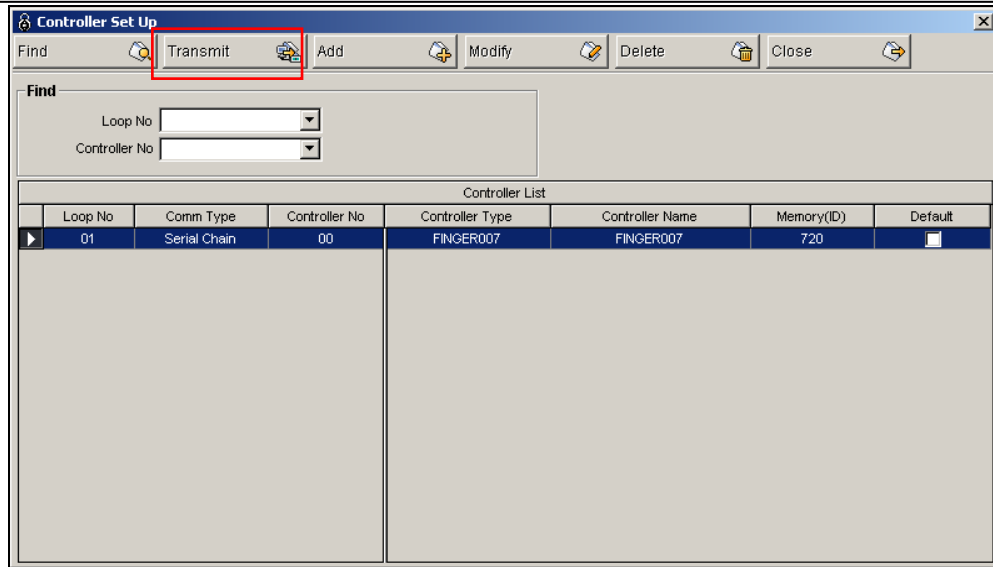 Controller Set Up
Find Transmit Add Modify Delete Close
Find
Loop No
Controller No
Controller List
Loop No Comm Type Controller No Controller Type Controller Name Memory(ID) Default
01 Serial Chain 00 FINGER007 FINGER007 720